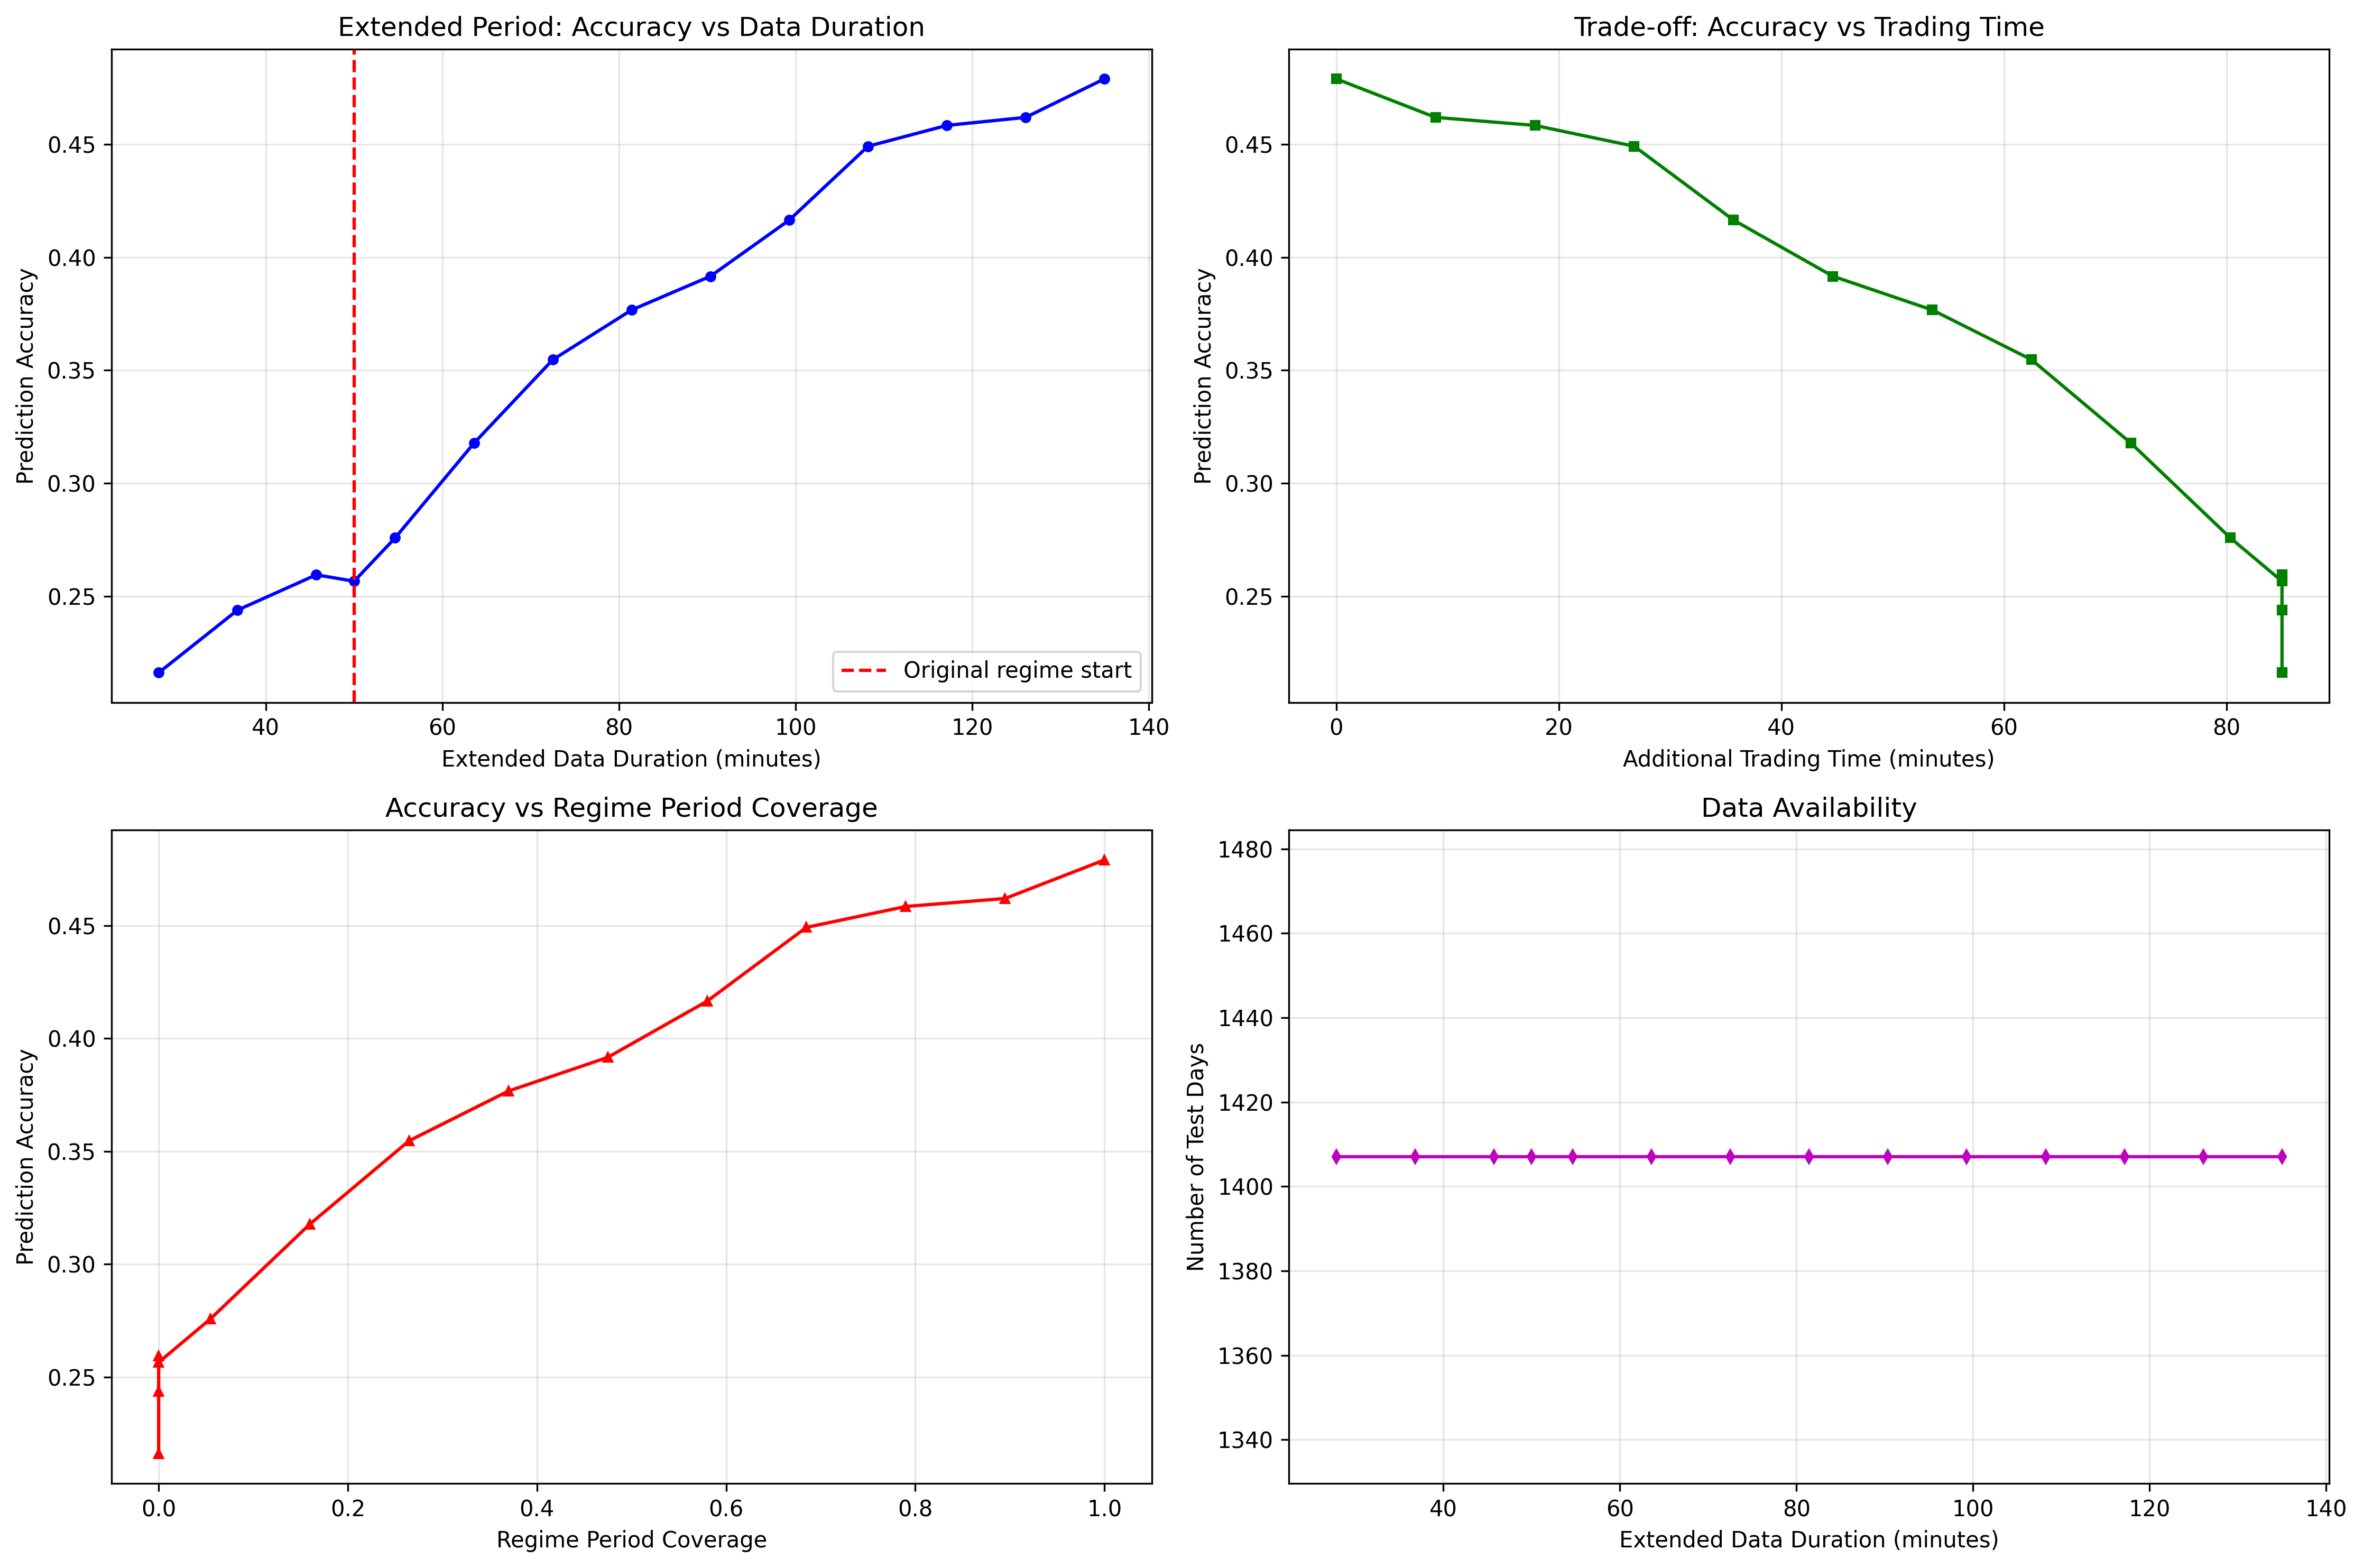 Extended Period: Accuracy vs Data Duration
Prediction Accuracy
0.45
0.40
0.35
0.30
0.25
Original regime start
40 60 80 100 120 140
Extended Data Duration (minutes)
Trade-off: Accuracy vs Trading Time
Prediction Accuracy
0.45
0.40
0.35
0.30
0.25
0 20 40 60 80
Additional Trading Time (minutes)
Accuracy vs Regime Period Coverage
Prediction Accuracy
0.45
0.40
0.35
0.30
0.25
0.0 0.2 0.4 0.6 0.8 1.0
Regime Period Coverage
Data Availability
Number of Test Days
1480
1460
1440
1420
1400
1380
1360
1340
40 60 80 100 120 140
Extended Data Duration (minutes)